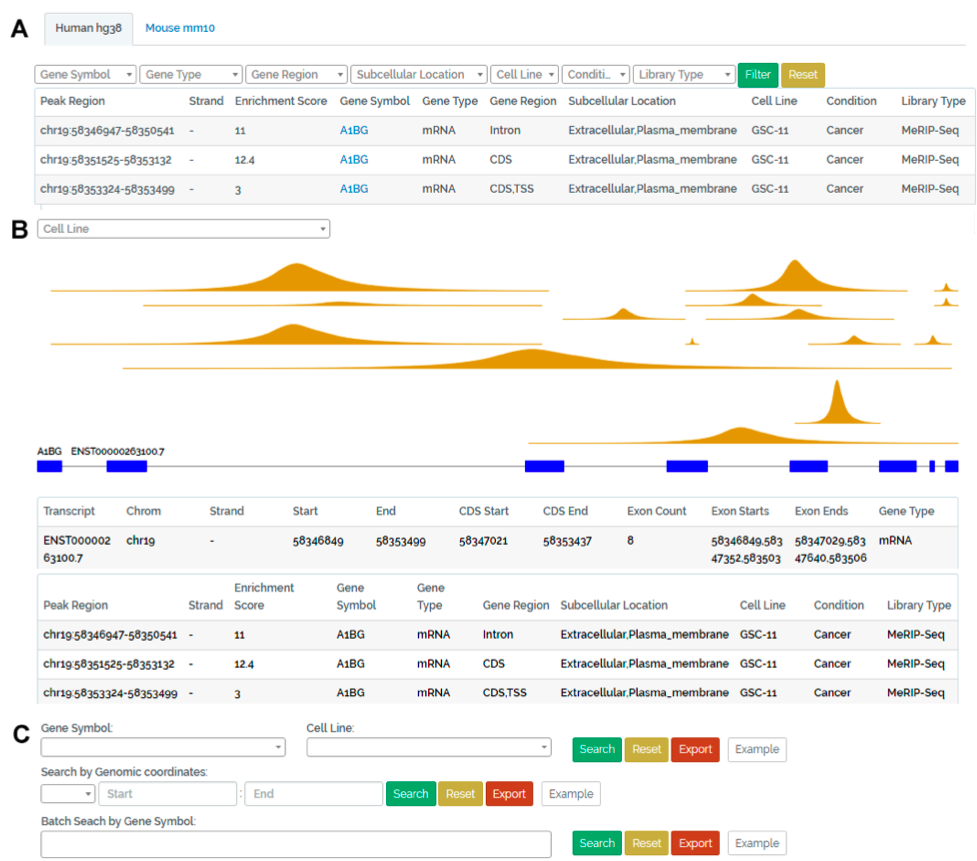 A Human hg38 Mouse mm10
Gene Symbol Gene Type Gene Region Subcellular Location Cell Line Conditi... Library Type Filter Reset
Peak Region Strand Enrichment Score Gene Symbol Gene Type Gene Region Subcellular Location Cell Line Condition Library Type
chr19:58346947-58350541 - 11 A1BG mRNA Intron Extracellular,Plasma_membrane GSC-11 Cancer MeRIP-Seq
chr19:58351525-58353132 - 12.4 A1BG mRNA CDS Extracellular,Plasma_membrane GSC-11 Cancer MeRIP-Seq
chr19:58353324-58353499 - 3 A1BG mRNA CDS,TSS Extracellular,Plasma_membrane GSC-11 Cancer MeRIP-Seq
B Cell Line
A1BG ENST00000263100.7
Transcript Chrom Strand Start End CDS Start CDS End Exon Count Exon Starts Exon Ends Gene Type
ENST000002 chr19 - 58346849 58353499 58347021 58353437 8 58346849,583 58347029,583 mRNA
63100.7 47352,583503 47640,583506
Enrichment Gene Gene
Peak Region Strand Score Symbol Type Gene Region Subcellular Location Cell Line Condition Library Type
chr19:58346947-58350541 - 11 A1BG mRNA Intron Extracellular,Plasma_membrane GSC-11 Cancer MeRIP-Seq
chr19:58351525-58353132 - 12.4 A1BG mRNA CDS Extracellular,Plasma_membrane GSC-11 Cancer MeRIP-Seq
chr19:58353324-58353499 - 3 A1BG mRNA CDS,TSS Extracellular,Plasma_membrane GSC-11 Cancer MeRIP-Seq
C Gene Symbol: Cell Line:
Search Reset Export Example
Search by Genomic coordinates:
Start : End Search Reset Export Example
Batch Seach by Gene Symbol:
Search Reset Export Example